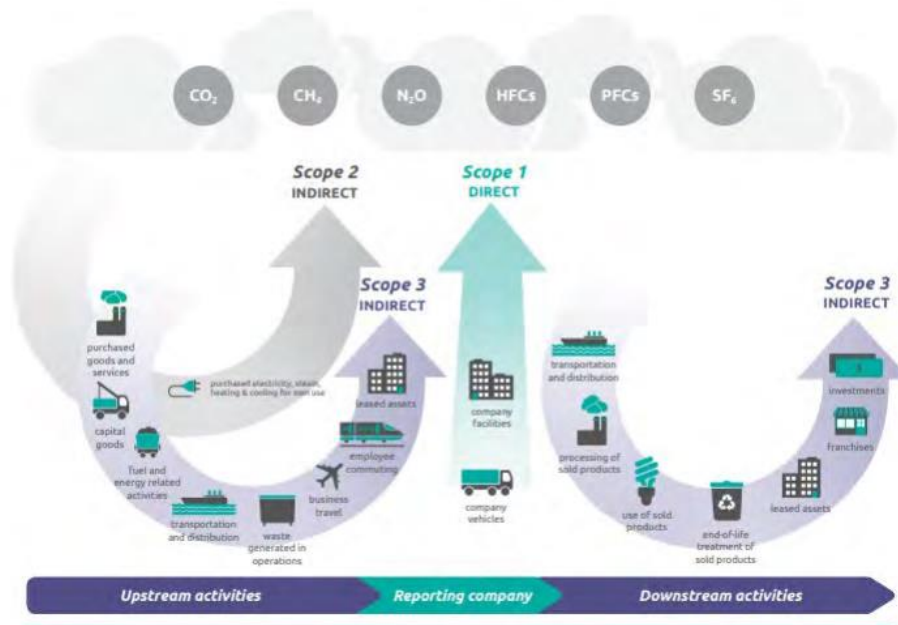 CO₂
CH₄
N₂O
HFCs
PFCs
SF₆
Scope 2
INDIRECT
Scope 1
DIRECT
Scope 3
INDIRECT
Scope 3
INDIRECT
purchased
goods and
services
capital
goods
fuel and
energy related
activities
transportation
and distribution
waste
generated in
operations
business
travel
employee
commuting
leased assets
purchased electricity, steam,
heating & cooling for own use
company
facilities
company
vehicles
transportation
and distribution
processing of
sold products
use of sold
products
end-of-life
treatment of
sold products
leased assets
franchises
investments
Upstream activities
Reporting company
Downstream activities